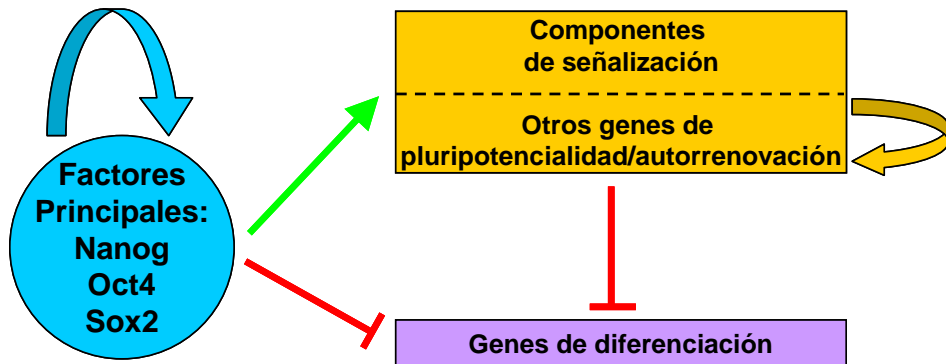 Factores
Principales:
Nanog
Oct4
Sox2
Componentes
de señalización
Otros genes de
pluripotencialidad/autorrenovación
Genes de diferenciación